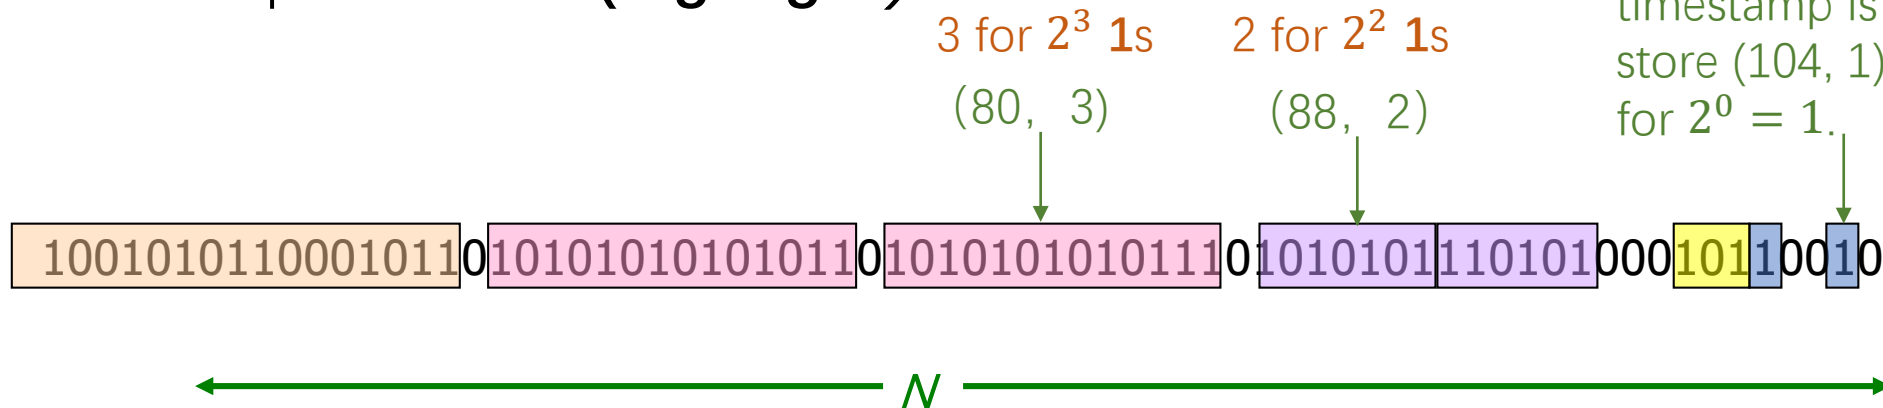 3 for 2³ 1s
2 for 2² 1s
timestamp is
store (104, 1)
for 2⁰ = 1.
(80, 3)
(88, 2)
1001010110001011010101010101011010101010101110101010111010100010110010
N